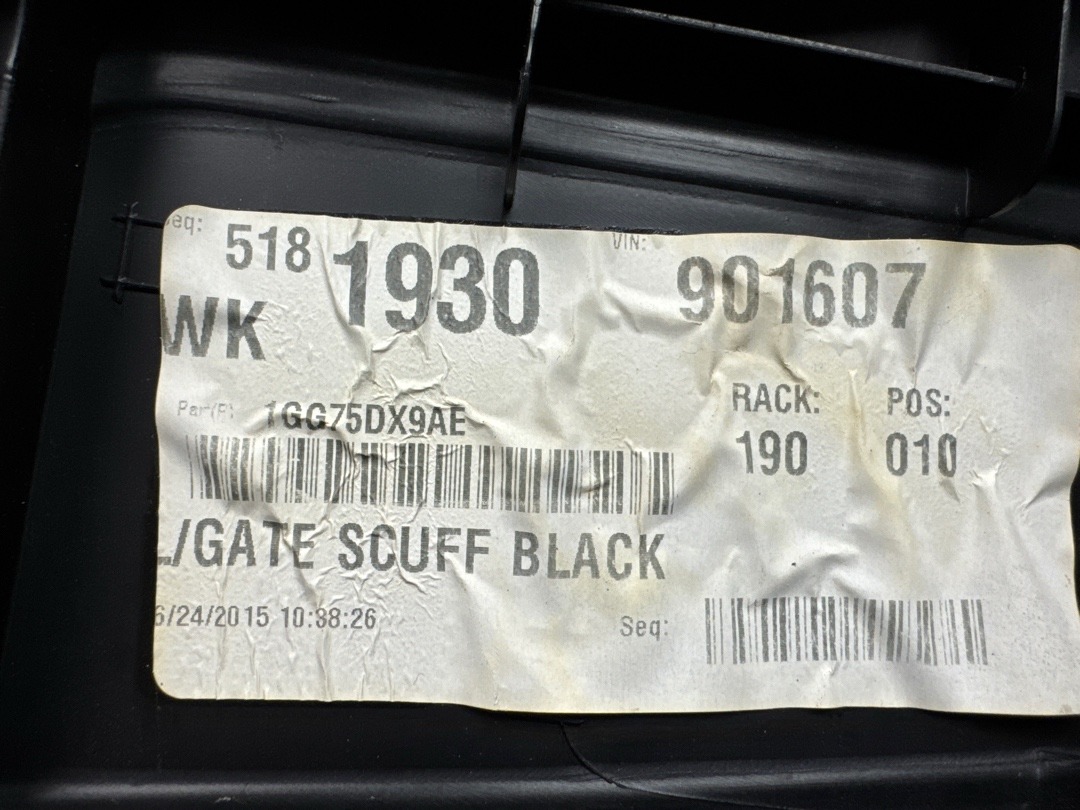 eq: 518 1930 VIN: 901607
WK
Part(P): 1GG75DX9AE
RACK: POS:
190 010
L/GATE SCUFF BLACK
6/24/2015 10:38:26
Seq: